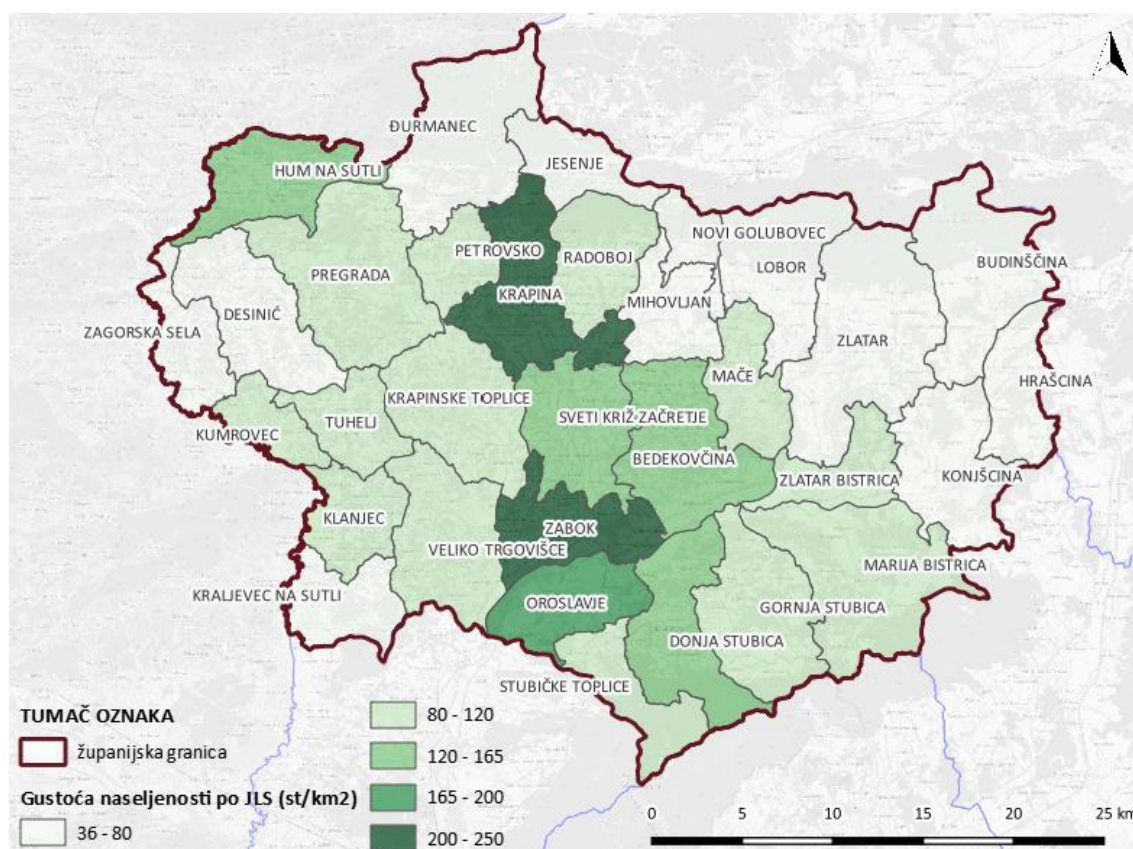 ĐURMANEC
HUM NA SUTLI
JESENJE
NOVI GOLUBOVEC
PETROVSKO
RADOBOJ
LOBOR
BUDINŠČINA
PREGRADA
KRAPINA
MIHOVLJAN
DESINIĆ
ZAGORSKA SELA
ZLATAR
MAČE
HRAŠĆINA
KRAPINSKE TOPLICE
SVETI KRIŽ ZAČRETJE
TUHELJ
KUMROVEC
BEDEKOVČINA
ZLATAR BISTRICA
KONJŠĆINA
KLANJEC
ZABOK
VELIKO TRGOVIŠĆE
MARIJA BISTRICA
KRALJEVEC NA SUTLI
OROSLAVJE
GORNJA STUBICA
DONJA STUBICA
STUBIČKE TOPLICE
TUMAČ OZNAKA
županijska granica
Gustoća naseljenosti po JLS (st/km2)
36 - 80
80 - 120
120 - 165
165 - 200
200 - 250
0 5 10 15 20 25 km